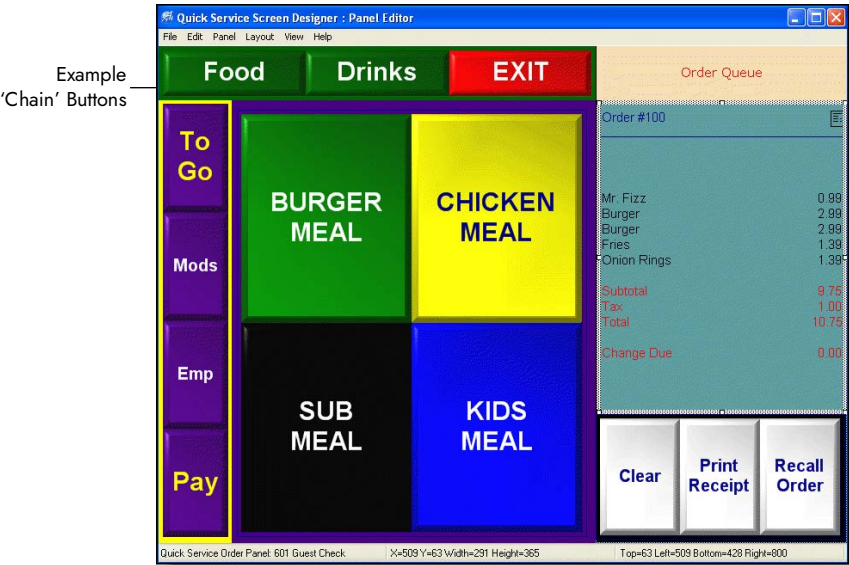 Quick Service Screen Designer : Panel Editor
File Edit Panel Layout View Help
Example
'Chain' Buttons
Food
Drinks
EXIT
Order Queue
To
Go
Mods
Emp
Pay
BURGER
MEAL
CHICKEN
MEAL
SUB
MEAL
KIDS
MEAL
Order #100
Mr. Fizz 0.99
Burger 2.99
Burger 2.99
Fries 1.39
Onion Rings 1.39
Subtotal 9.75
Tax 1.00
Total 10.75
Change Due 0.00
Clear
Print
Receipt
Recall
Order
Quick Service Order Panel: 601 Guest Check X=509 Y=63 Width=291 Height=365 Top=63 Left=509 Bottom=428 Right=800